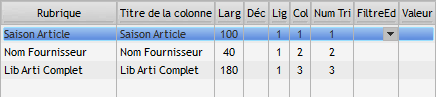 Rubrique Titre de la colonne Larg Déc Lig Col Num Tri FiltreEd Valeur
Saison Article Saison Article 100 1 1 1
Nom Fournisseur Nom Fournisseur 40 1 2 2
Lib Arti Complet Lib Arti Complet 180 1 3 3